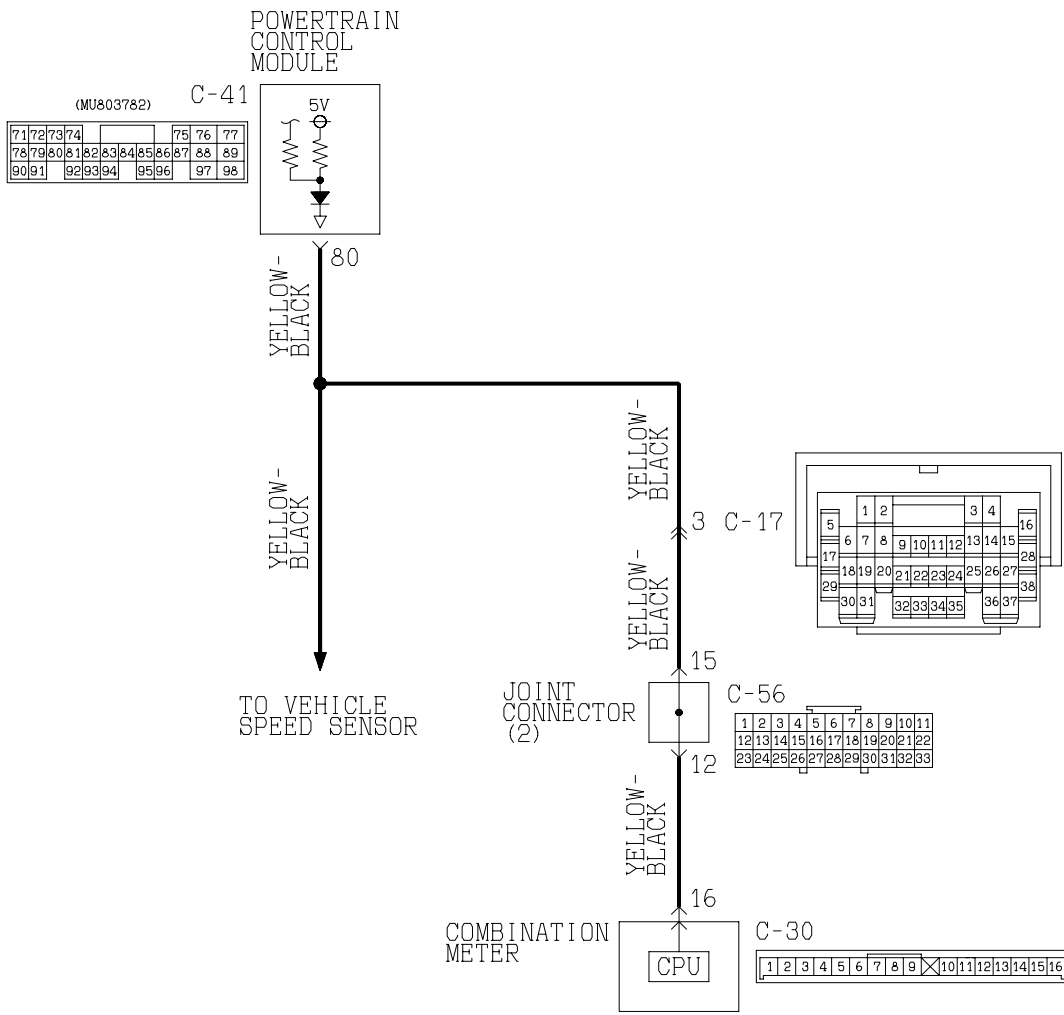 POWERTRAIN
CONTROL
MODULE
C-41
(MU803782)
5V
71 72 73 74 75 76 77
78 79 80 81 82 83 84 85 86 87 88 89
90 91 92 93 94 95 96 97 98
80
YELLOW-
BLACK
YELLOW-
BLACK
YELLOW-
BLACK
3 C-17
1 2 3 4
5 16
6 7 8 9 10 11 12 13 14 15
17 28
18 19 20 21 22 23 24 25 26 27
29 38
30 31 32 33 34 35 36 37
YELLOW-
BLACK
15
JOINT
CONNECTOR
(2)
C-56
1 2 3 4 5 6 7 8 9 10 11
12 13 14 15 16 17 18 19 20 21 22
23 24 25 26 27 28 29 30 31 32 33
TO VEHICLE
SPEED SENSOR
12
YELLOW-
BLACK
16
COMBINATION
METER
CPU
C-30
1 2 3 4 5 6 7 8 9 10 11 12 13 14 15 16